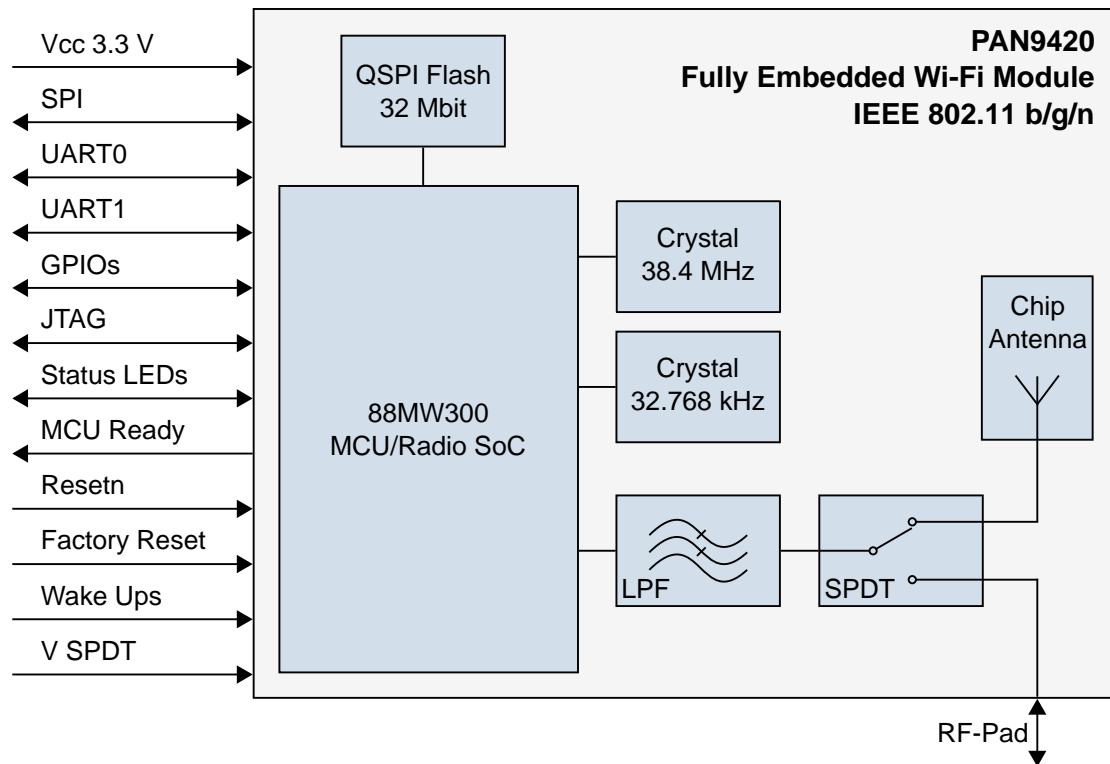 Vcc 3.3 V
SPI
UART0
UART1
GPIOs
JTAG
Status LEDs
MCU Ready
Resetn
Factory Reset
Wake Ups
V SPDT
PAN9420
Fully Embedded Wi-Fi Module
IEEE 802.11 b/g/n
QSPI Flash
32 Mbit
88MW300
MCU/Radio SoC
Crystal
38.4 MHz
Crystal
32.768 kHz
Chip
Antenna
LPF
SPDT
RF-Pad